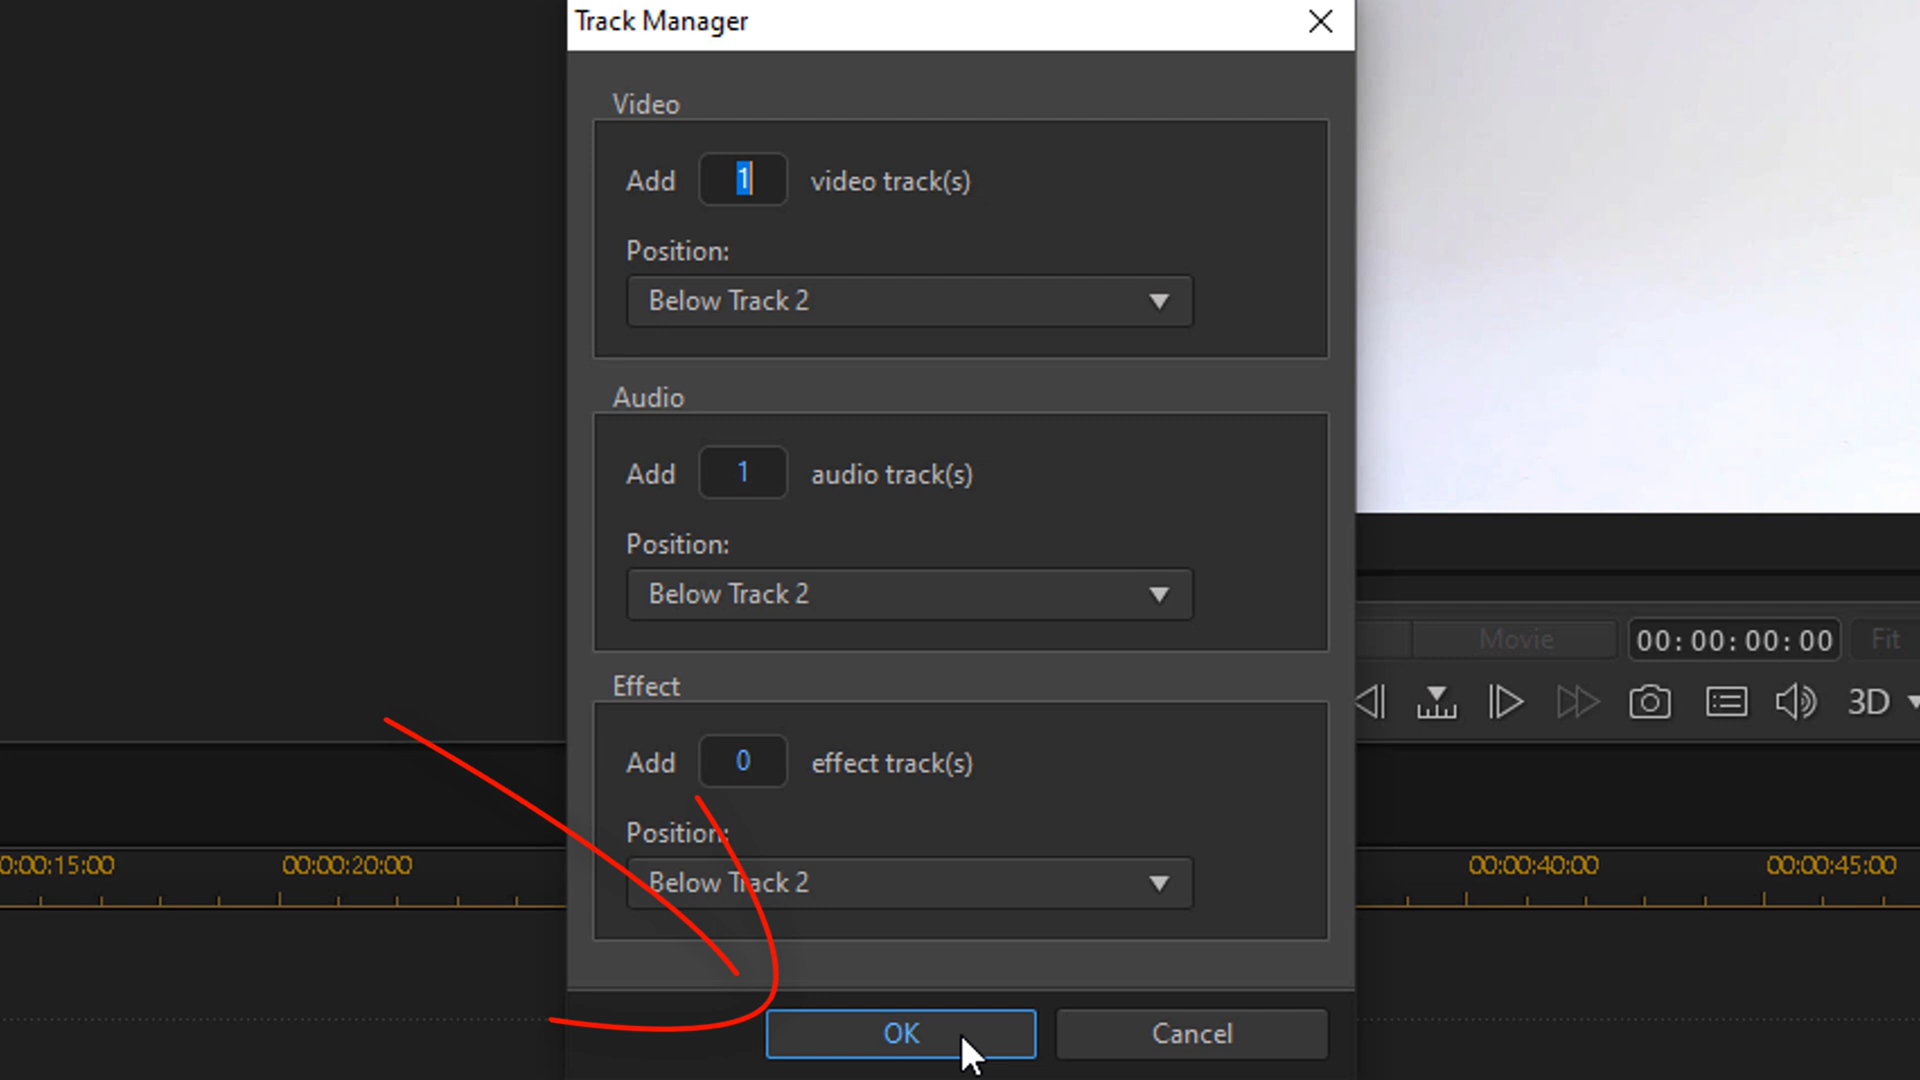 Track Manager
Video
Add 1 video track(s)
Position:
Below Track 2
Audio
Add 1 audio track(s)
Position:
Below Track 2
Movie 00:00:00:00 Fit
Effect
3D
Add 0 effect track(s)
Position:
0:00:15:00 00:00:20:00 00:00:40:00 00:00:45:00
Below Track 2
OK Cancel